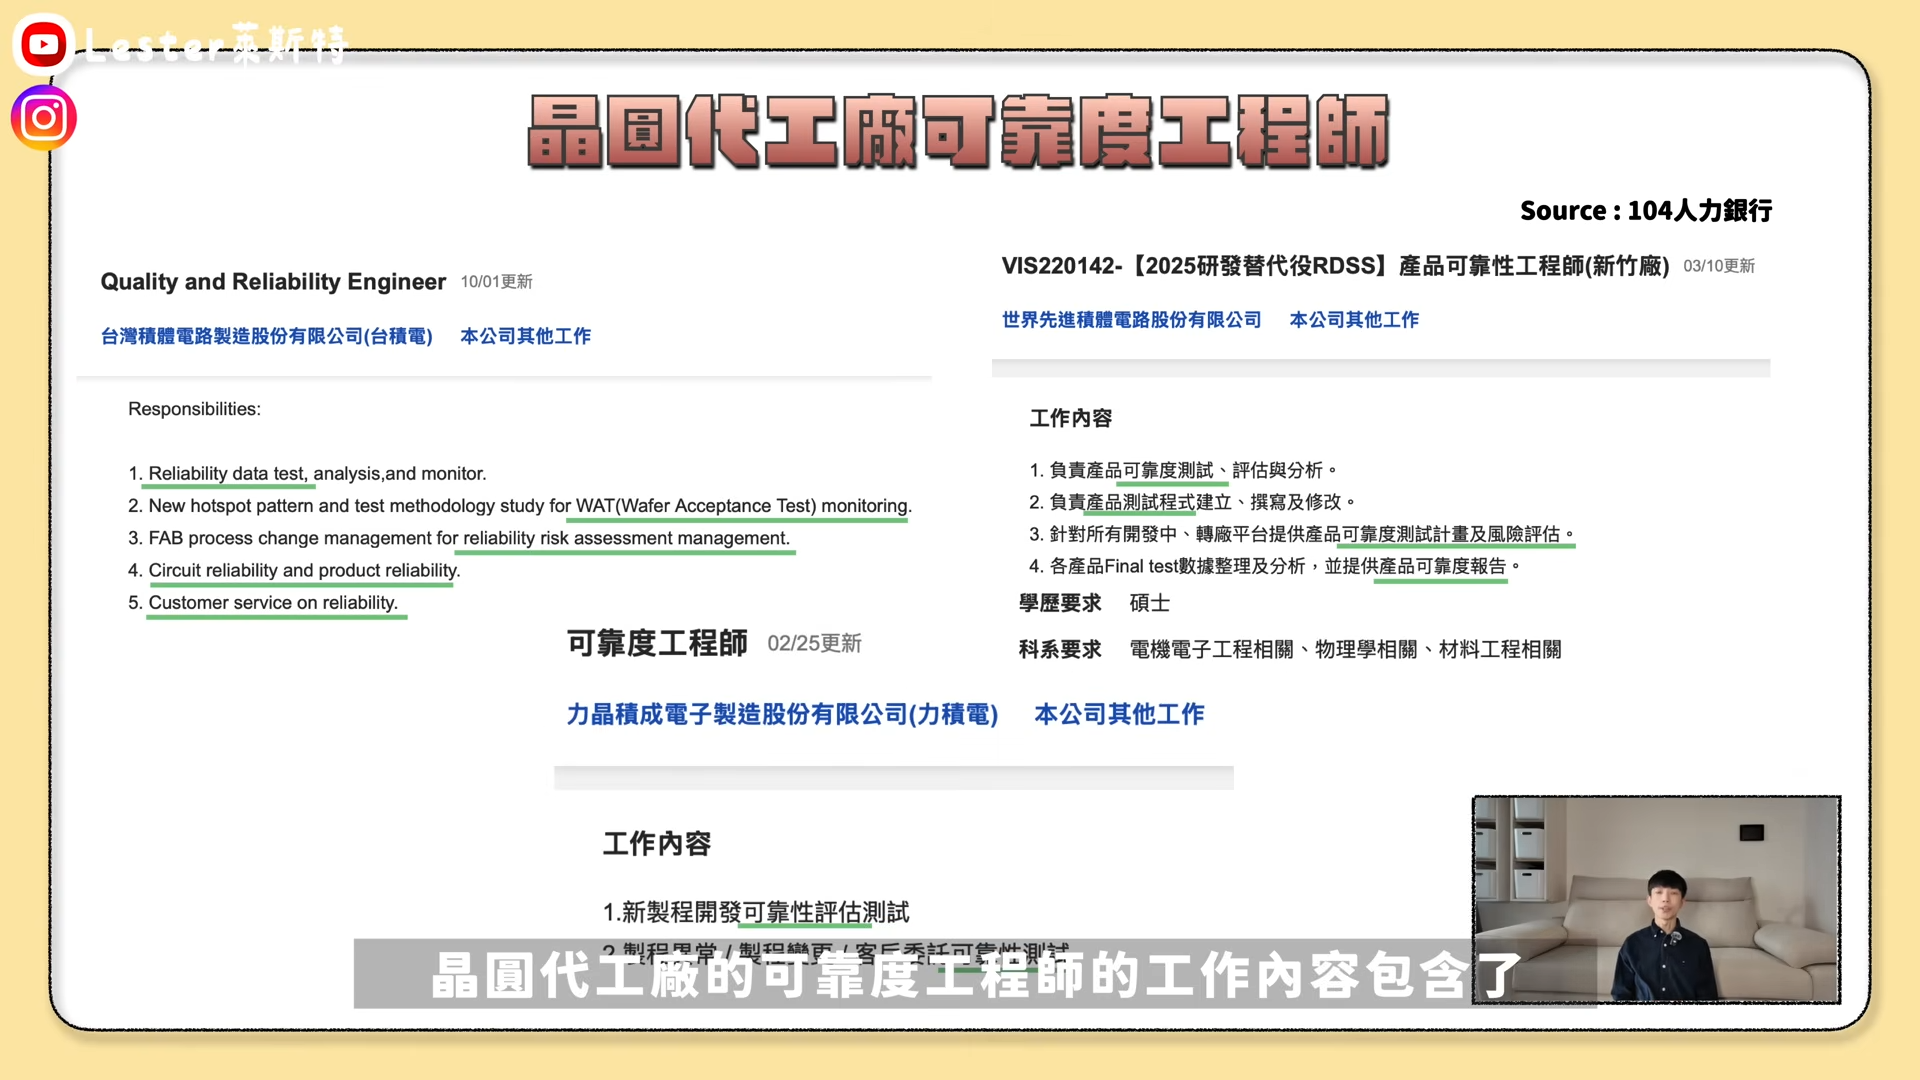 Lester萊斯特
晶圓代工廠可靠度工程師
Source : 104人力銀行
Quality and Reliability Engineer 10/01更新
台灣積體電路製造股份有限公司(台積電) 本公司其他工作
Responsibilities:
1. Reliability data test, analysis,and monitor.
2. New hotspot pattern and test methodology study for WAT(Wafer Acceptance Test) monitoring.
3. FAB process change management for reliability risk assessment management.
4. Circuit reliability and product reliability.
5. Customer service on reliability.
VIS220142-【2025研發替代役RDSS】產品可靠性工程師(新竹廠) 03/10更新
世界先進積體電路股份有限公司 本公司其他工作
工作內容
1. 負責產品可靠度測試、評估與分析。
2. 負責產品測試程式建立、撰寫及修改。
3. 針對所有開發中、轉廠平台提供產品可靠度測試計畫及風險評估。
4. 各產品Final test數據整理及分析，並提供產品可靠度報告。
學歷要求 碩士
科系要求 電機電子工程相關、物理學相關、材料工程相關
可靠度工程師 02/25更新
力晶積成電子製造股份有限公司(力積電) 本公司其他工作
工作內容
1.新製程開發可靠性評估測試
2.製程異常 / 製程變更 / 客戶委託可靠性測試
晶圓代工廠的可靠度工程師的工作內容包含了